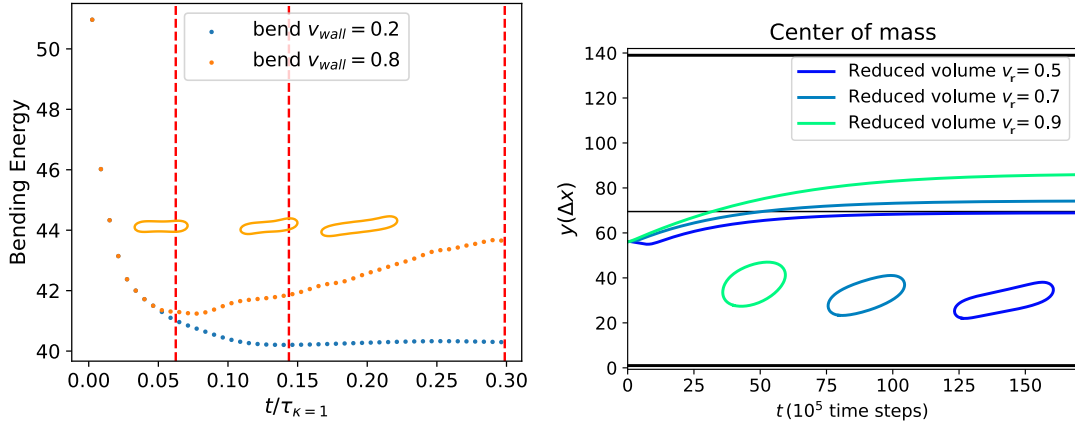 bend v_wall = 0.2
bend v_wall = 0.8
Bending Energy
50
48
46
44
42
40
0.00 0.05 0.10 0.15 0.20 0.25 0.30
t/τ_κ=1
Center of mass
Reduced volume v_r = 0.5
Reduced volume v_r = 0.7
Reduced volume v_r = 0.9
y(Δx)
140
120
100
80
60
40
20
0
0 25 50 75 100 125 150
t (10⁵ time steps)